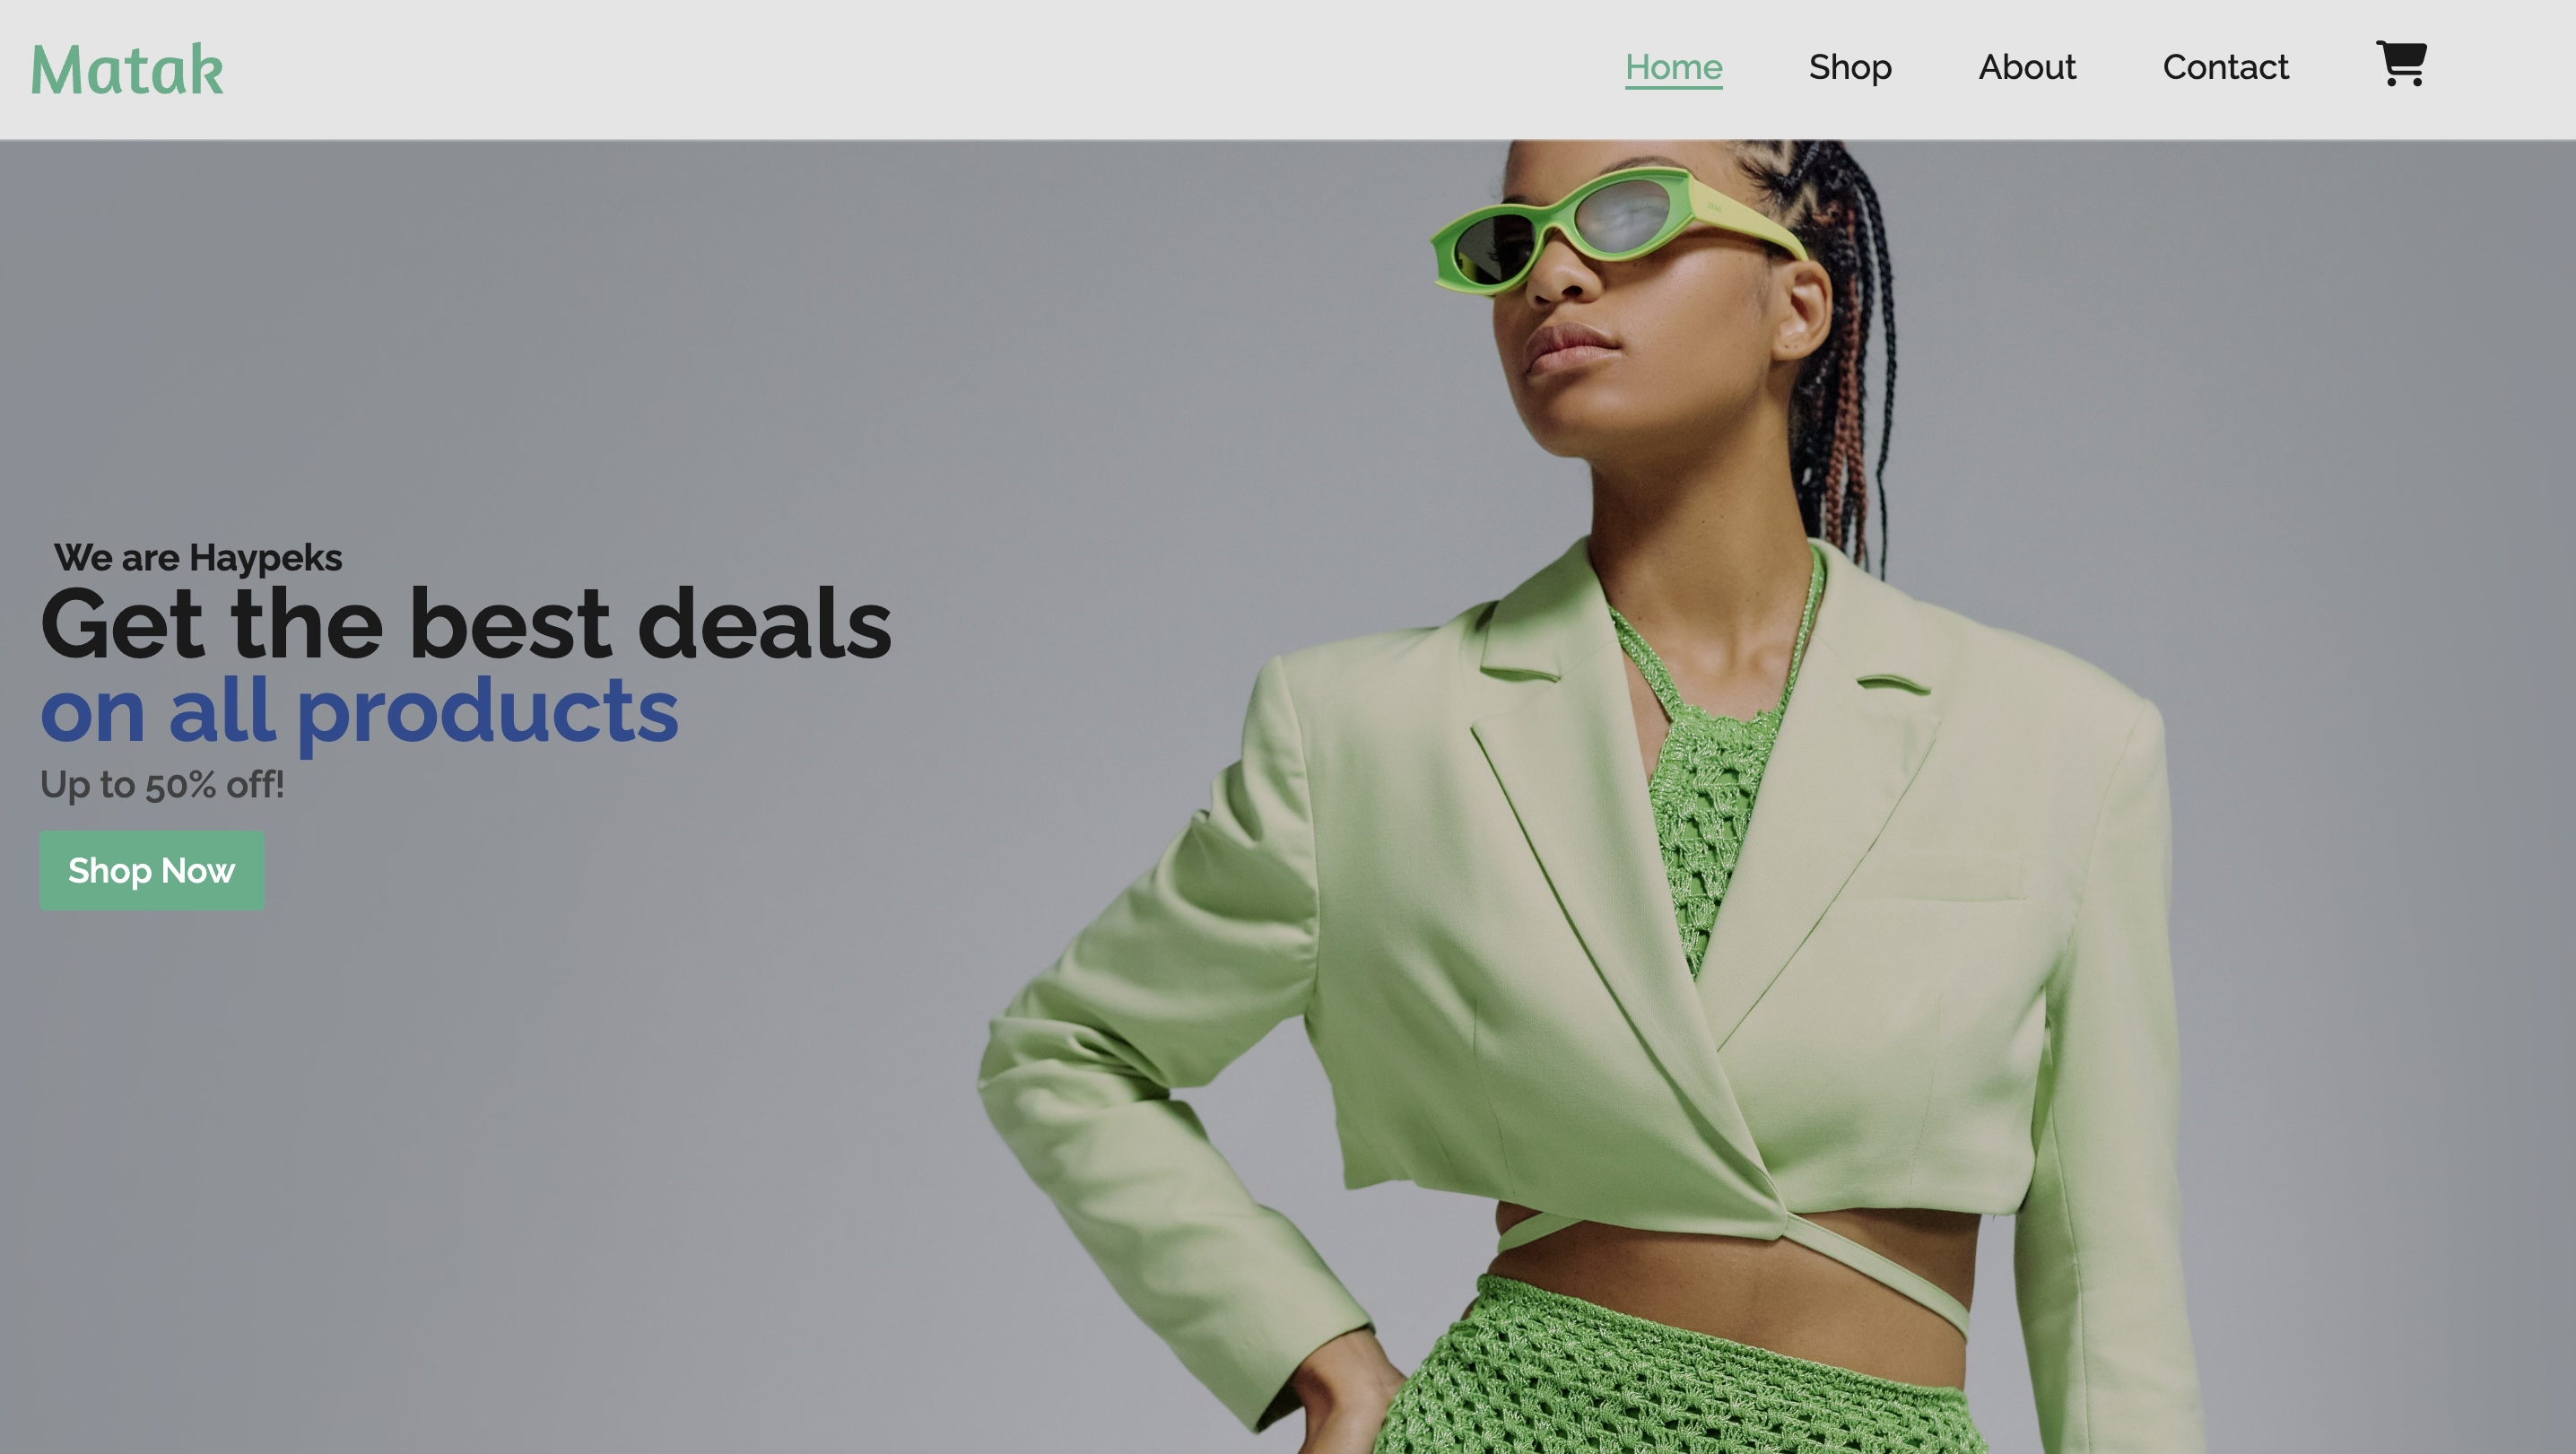 Matak
Home Shop About Contact
We are Haypeks
Get the best deals
on all products
Up to 50% off!
Shop Now